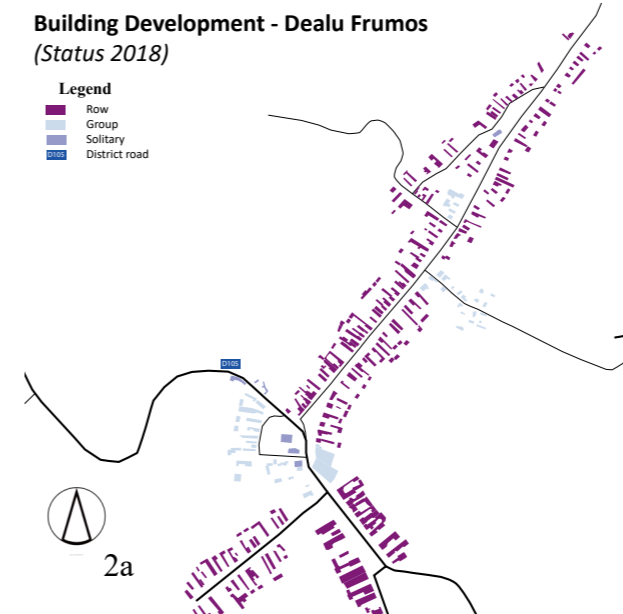 Building Development - Dealu Frumos
(Status 2018)
Legend
Row
Group
Solitary
D105 District road
D105
2a